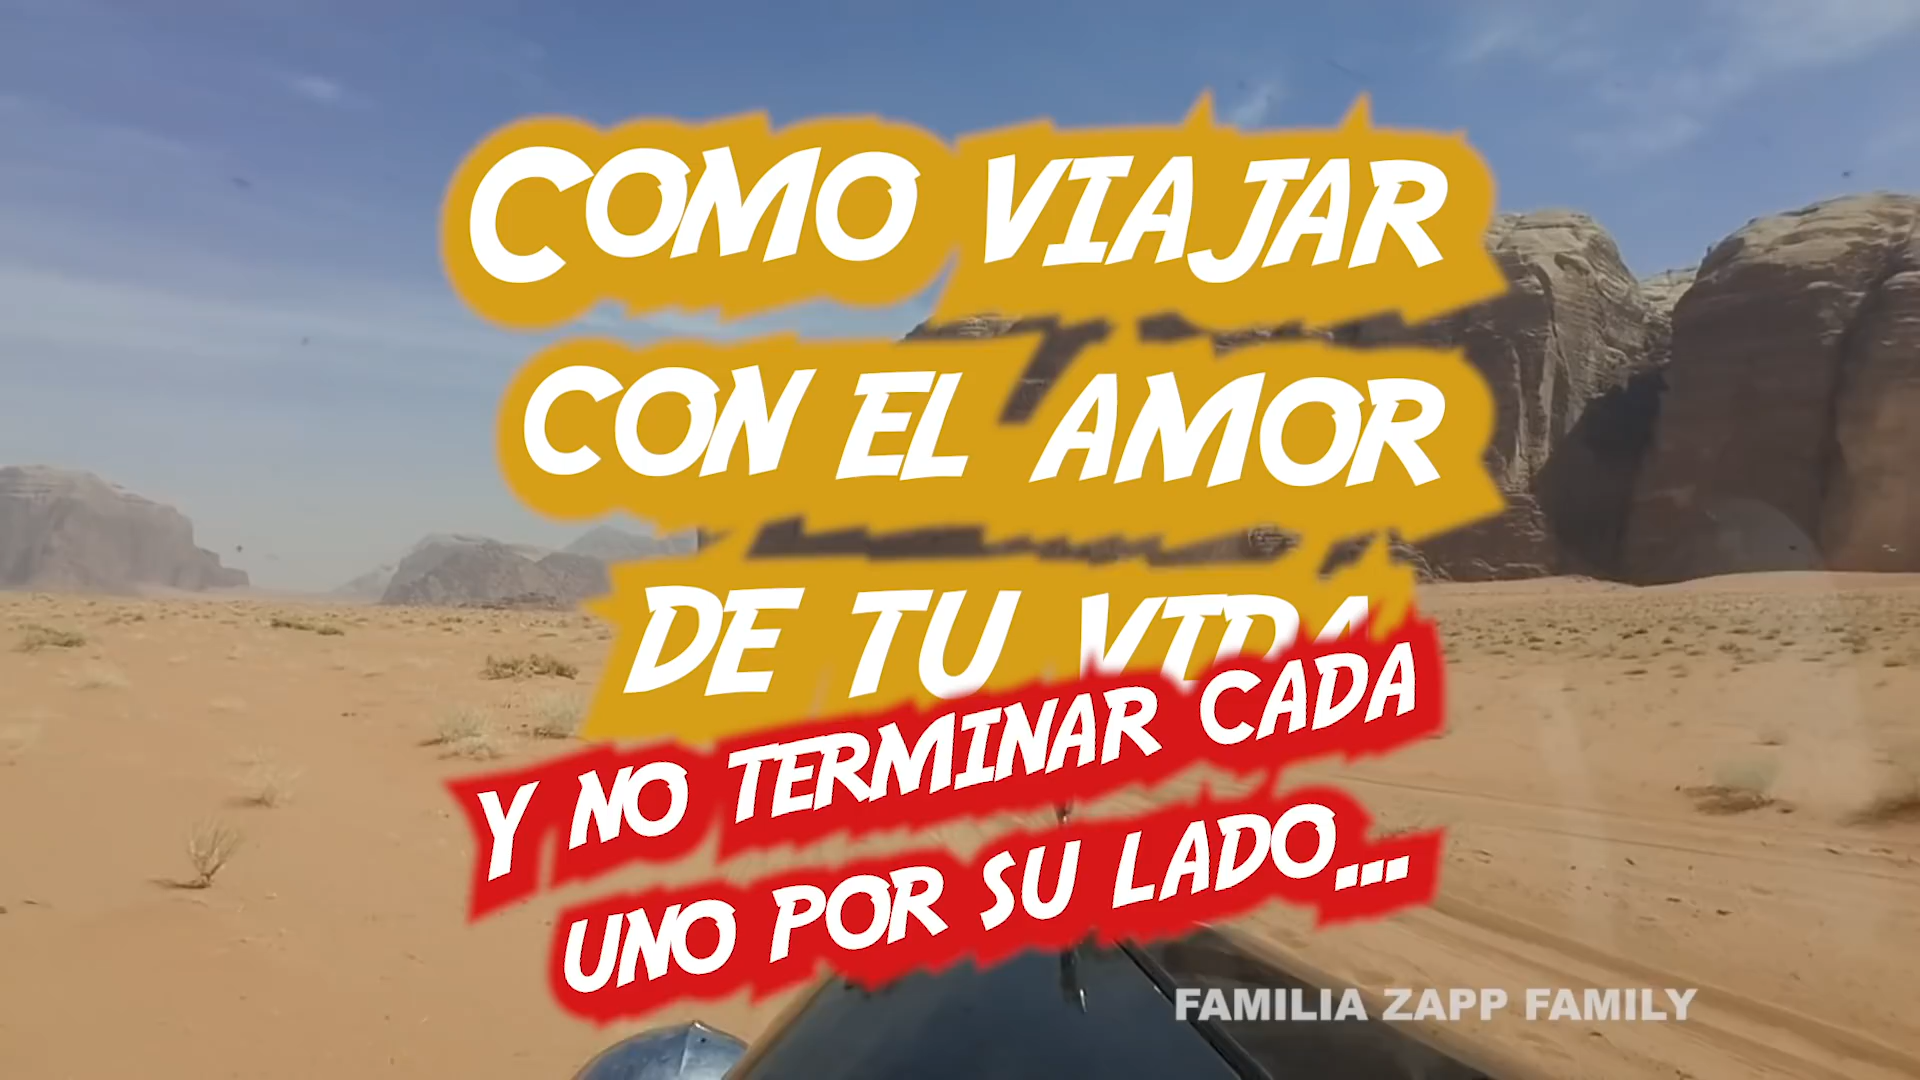 COMO VIAJAR
CON EL AMOR
DE TU VIDA
Y NO TERMINAR CADA
UNO POR SU LADO...
FAMILIA ZAPP FAMILY